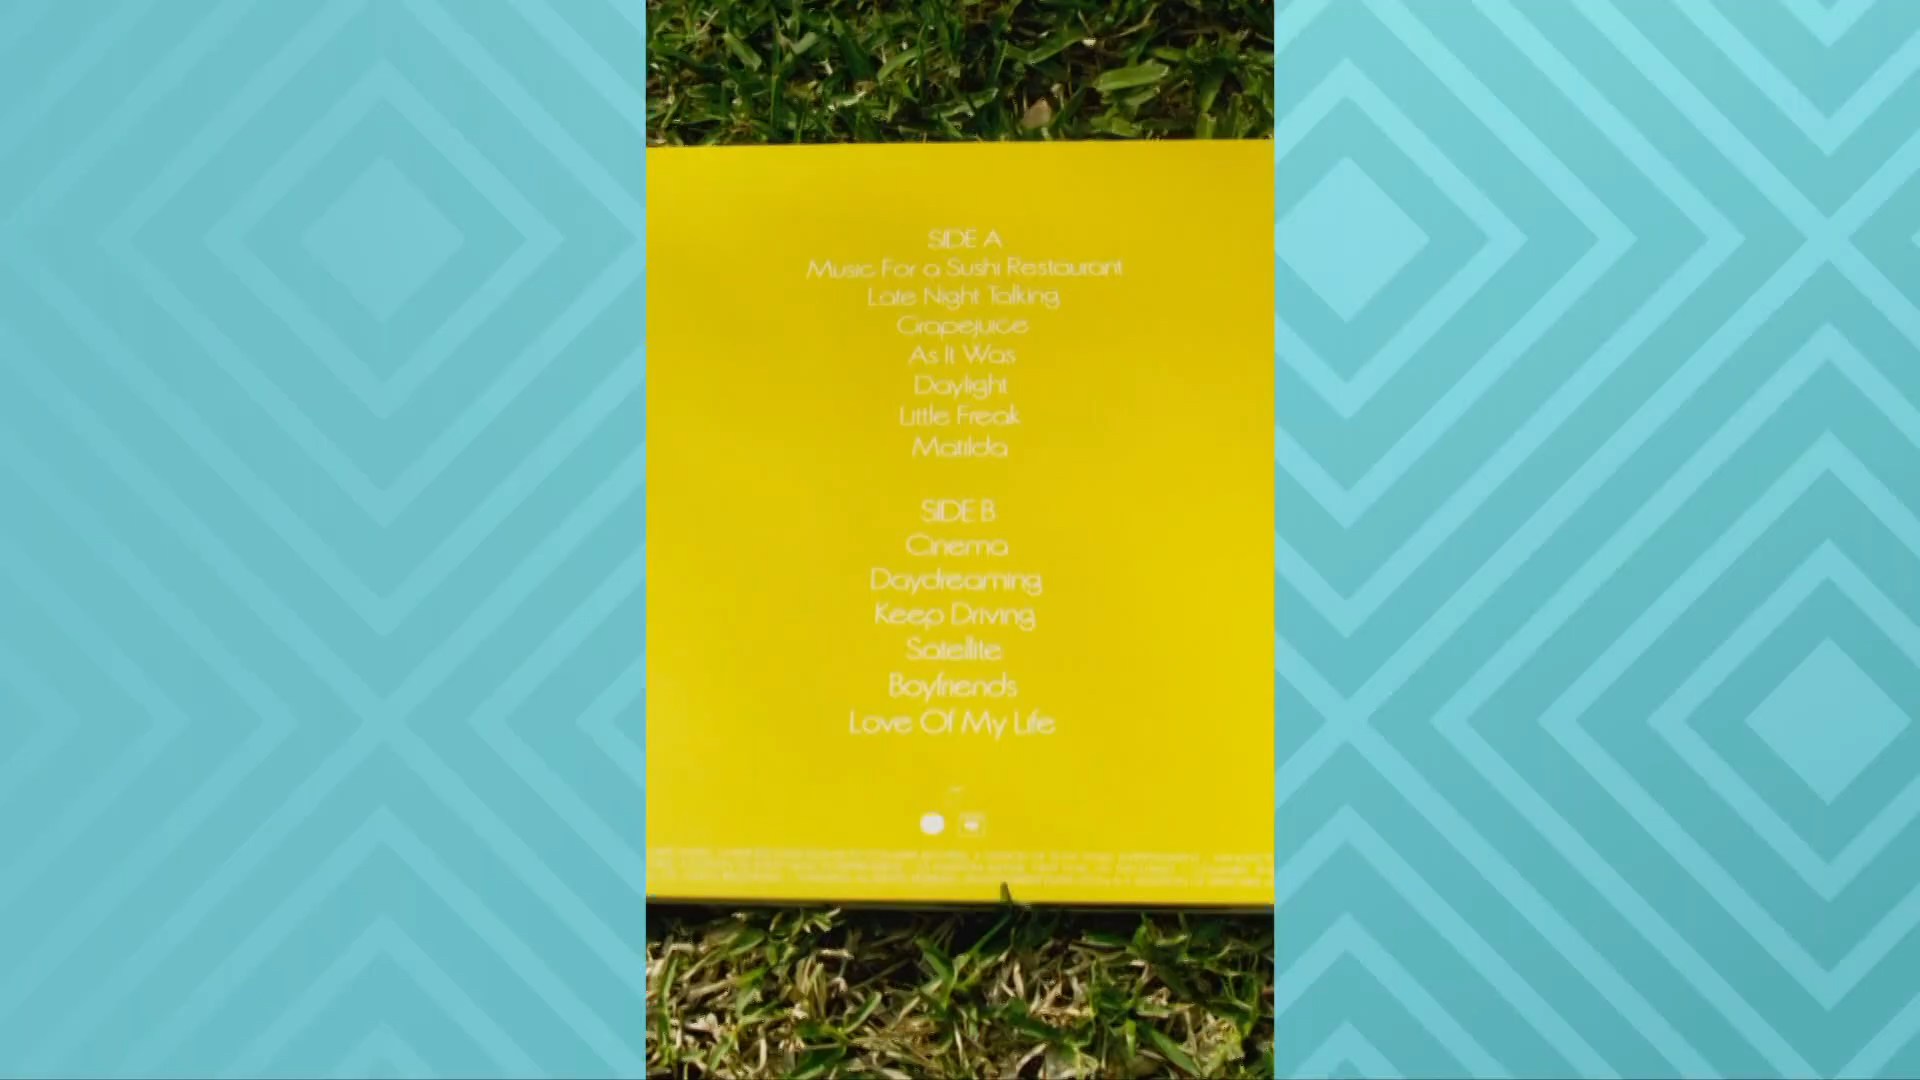 SIDE A
Music For a Sushi Restaurant
Late Night Talking
Grapejuice
As It Was
Daylight
Little Freak
Matilda
SIDE B
Cinema
Daydreaming
Keep Driving
Satellite
Boyfriends
Love Of My Life